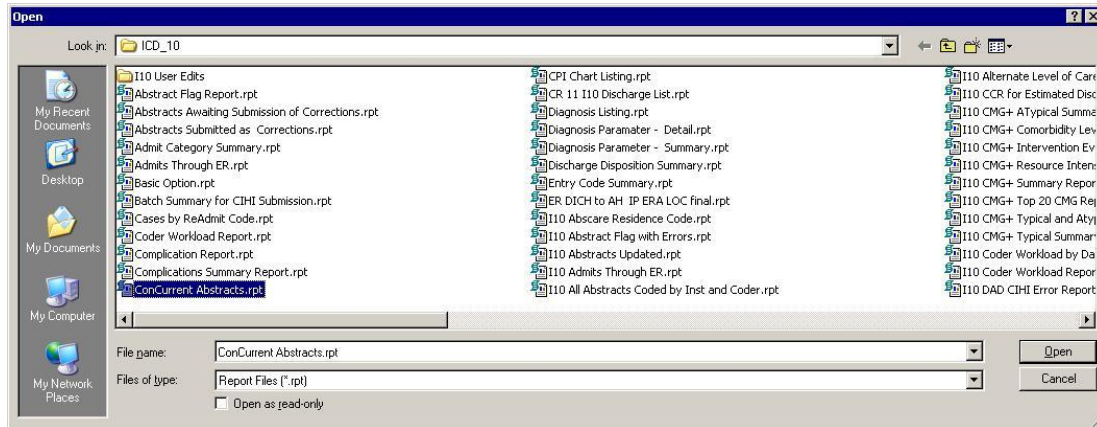 Open
Look in:
ICD_10
My Recent
Documents
Desktop
My Documents
My Computer
My Network
Places
I10 User Edits
Abstract Flag Report.rpt
Abstracts Awaiting Submission of Corrections.rpt
Abstracts Submitted as  Corrections.rpt
Admit Category Summary.rpt
Admits Through ER.rpt
Basic Option.rpt
Batch Summary for CIHI Submission.rpt
Cases by ReAdmit Code.rpt
Coder Workload Report.rpt
Complication Report.rpt
Complications Summary Report.rpt
ConCurrent Abstracts.rpt
CPI Chart Listing.rpt
CR 11 I10 Discharge List.rpt
Diagnosis Listing.rpt
Diagnosis Paramater -  Detail.rpt
Diagnosis Parameter -  Summary.rpt
Discharge Disposition Summary.rpt
Entry Code Summary.rpt
ER DICH to AH  IP ERA LOC final.rpt
I10 Abscare Residence Code.rpt
I10 Abstract Flag with Errors.rpt
I10 Abstracts Updated.rpt
I10 Admits Through ER.rpt
I10 All Abstracts Coded by Inst and Coder.rpt
I10 Alternate Level of Care
I10 CCR for Estimated Disc
I10 CMG+ ATypical Summa
I10 CMG+ Comorbidity Lev
I10 CMG+ Intervention Ev
I10 CMG+ Resource Inten
I10 CMG+ Summary Repor
I10 CMG+ Top 20 CMG Rep
I10 CMG+ Typical and Aty
I10 CMG+ Typical Summar
I10 Coder Workload by Da
I10 Coder Workload Repor
I10 DAD CIHI Error Report
File name:
ConCurrent Abstracts.rpt
Open
Files of type:
Report Files (*.rpt)
Cancel
Open as read-only